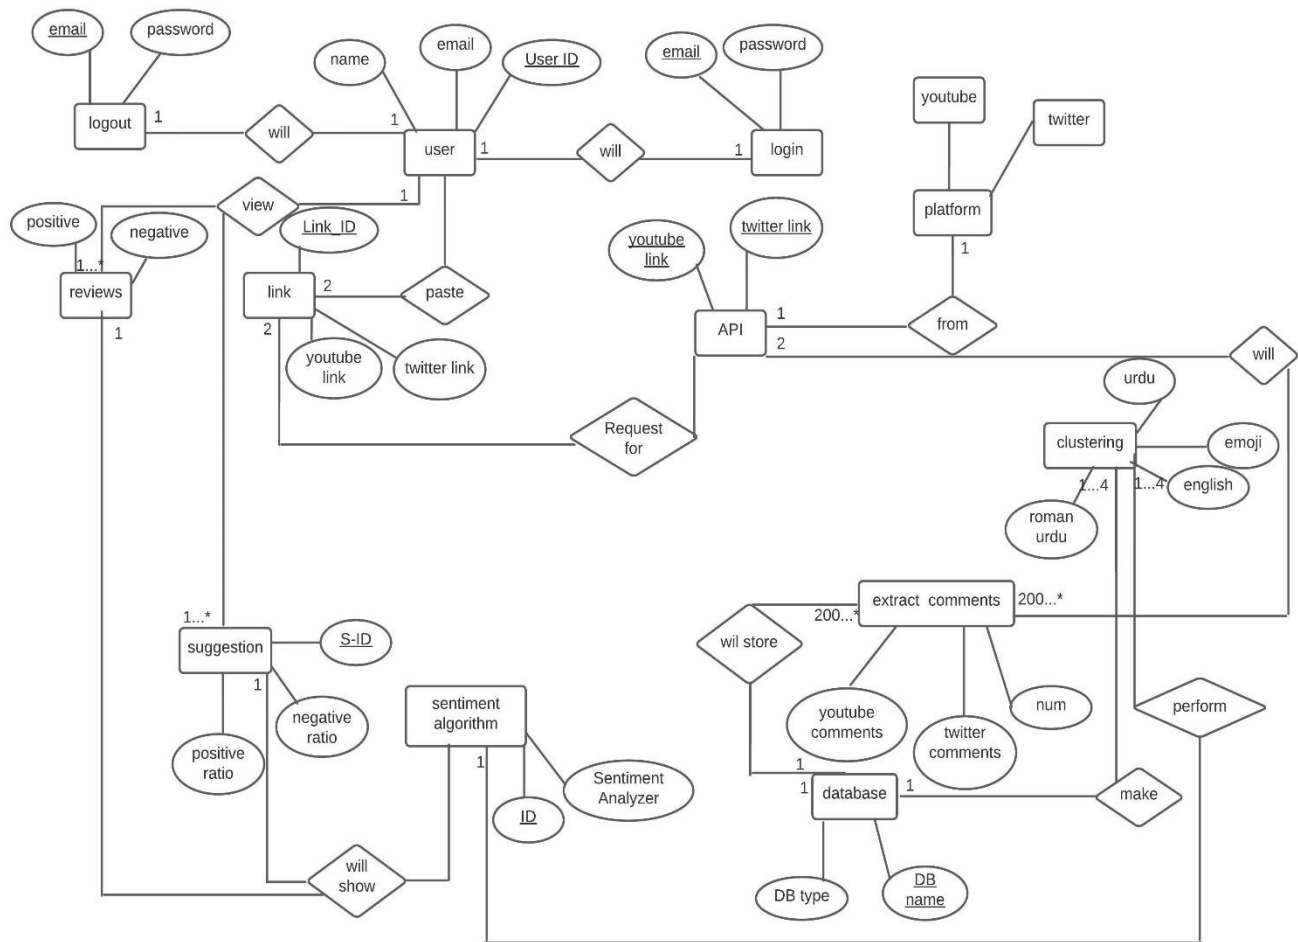 email
password
name
email
User ID
email
password
youtube
twitter
logout
1
will
1
user
1
will
1
login
view
1
platform
1
positive
negative
Link_ID
youtube
link
twitter link
1...*
reviews
1
link
2
2
paste
API
1
2
from
will
youtube
link
twitter link
urdu
Request
for
clustering
emoji
english
1...4
1...4
roman
urdu
1...*
suggestion
1
S-ID
extract comments
200...*
200...*
wil store
positive
ratio
negative
ratio
sentiment
algorithm
1
youtube
comments
twitter
comments
num
perform
Sentiment
Analyzer
ID
1
1
database
1
make
will
show
DB type
DB
name